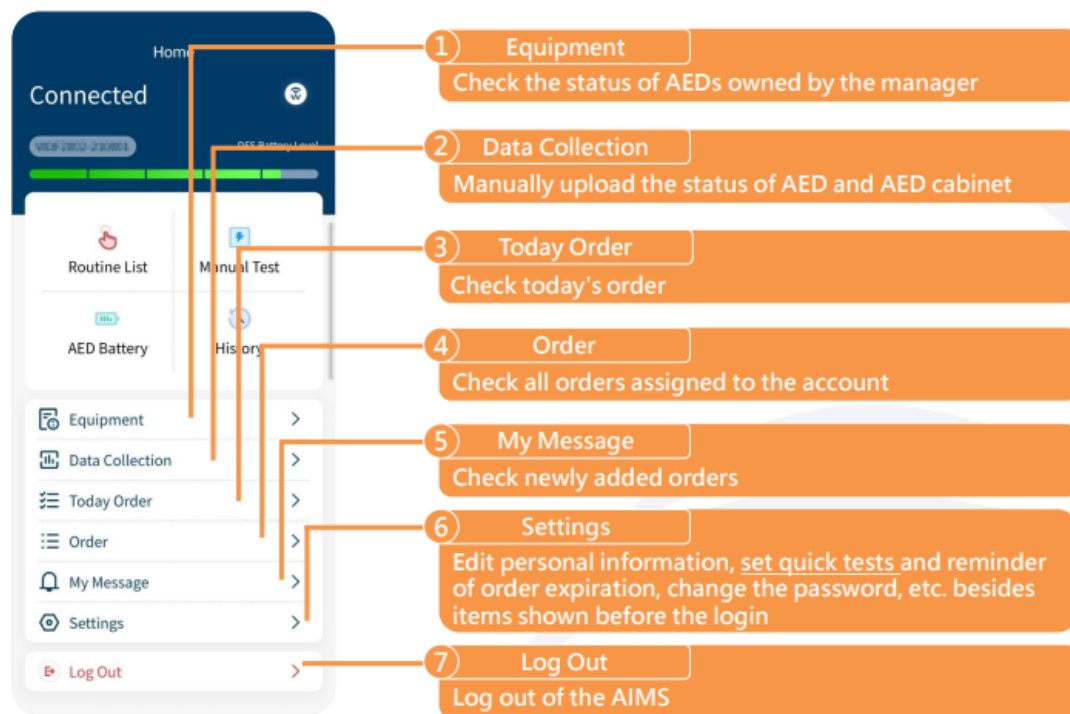 Home
Connected
DFS Battery Level
Routine List
Manual Test
AED Battery
History
Equipment
Data Collection
Today Order
Order
My Message
Settings
Log Out
1 Equipment
Check the status of AEDs owned by the manager
2 Data Collection
Manually upload the status of AED and AED cabinet
3 Today Order
Check today's order
4 Order
Check all orders assigned to the account
5 My Message
Check newly added orders
6 Settings
Edit personal information, set quick tests and reminder
of order expiration, change the password, etc. besides
items shown before the login
7 Log Out
Log out of the AIMS